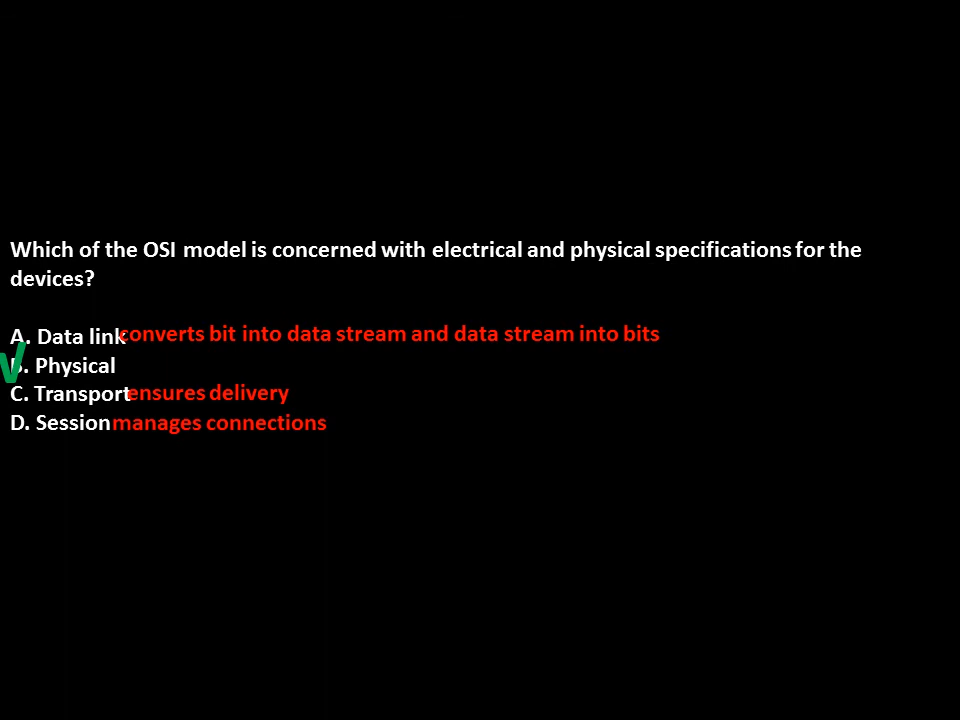 Which of the OSI model is concerned with electrical and physical specifications for the
devices?
A. Data link converts bit into data stream and data stream into bits
B. Physical
C. Transport ensures delivery
D. Session manages connections